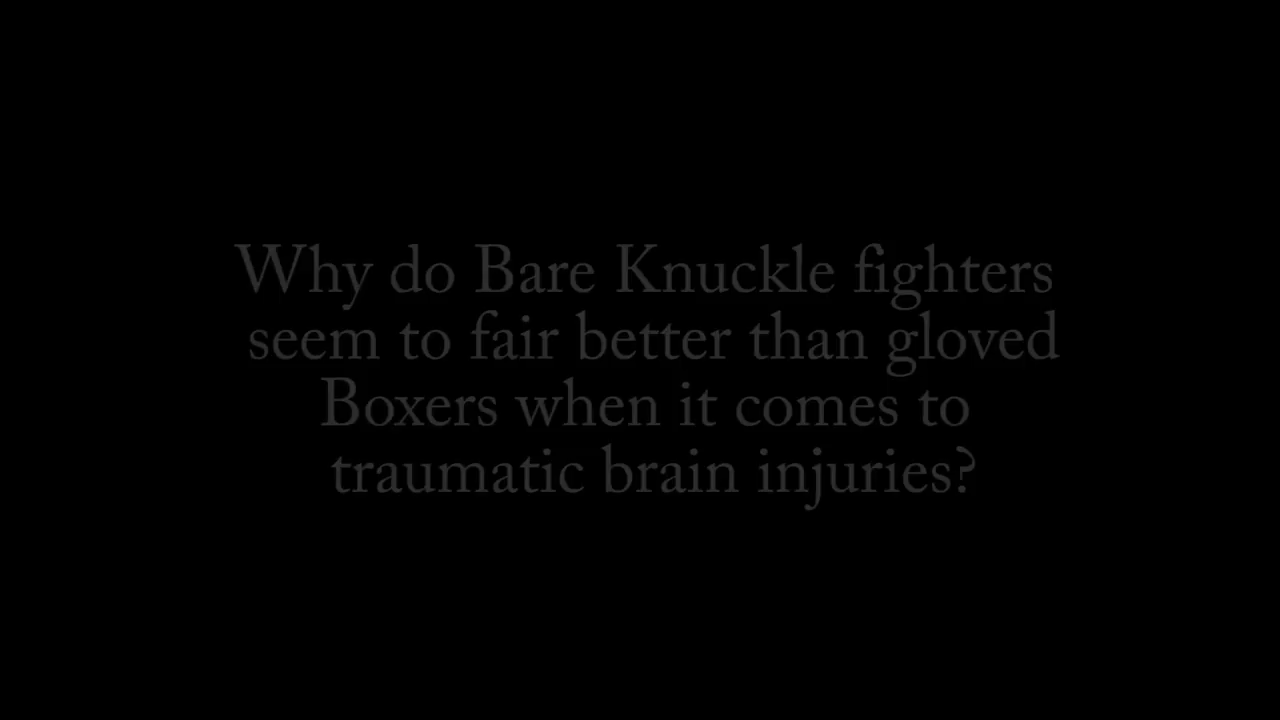 Why do Bare Knuckle fighters
seem to fair better than gloved
Boxers when it comes to
traumatic brain injuries?